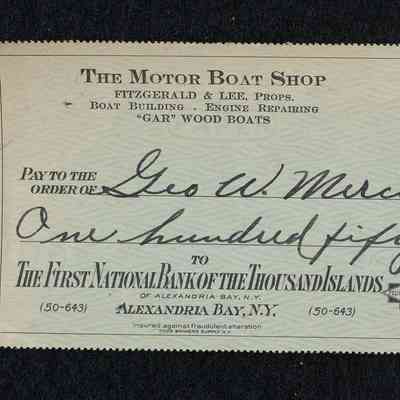 THE MOTOR BOAT SHOP
FITZGERALD & LEE, PROPS.
BOAT BUILDING . ENGINE REPAIRING
"GAR" WOOD BOATS
PAY TO THE
ORDER OF Geo W. Merc
One hundred fifty
TO
THE FIRST NATIONAL BANK OF THE THOUSAND ISLANDS
OF ALEXANDRIA BAY, N.Y.
(50-643) ALEXANDRIA BAY, N.Y. (50-643)
Insured against fraudulent alteration